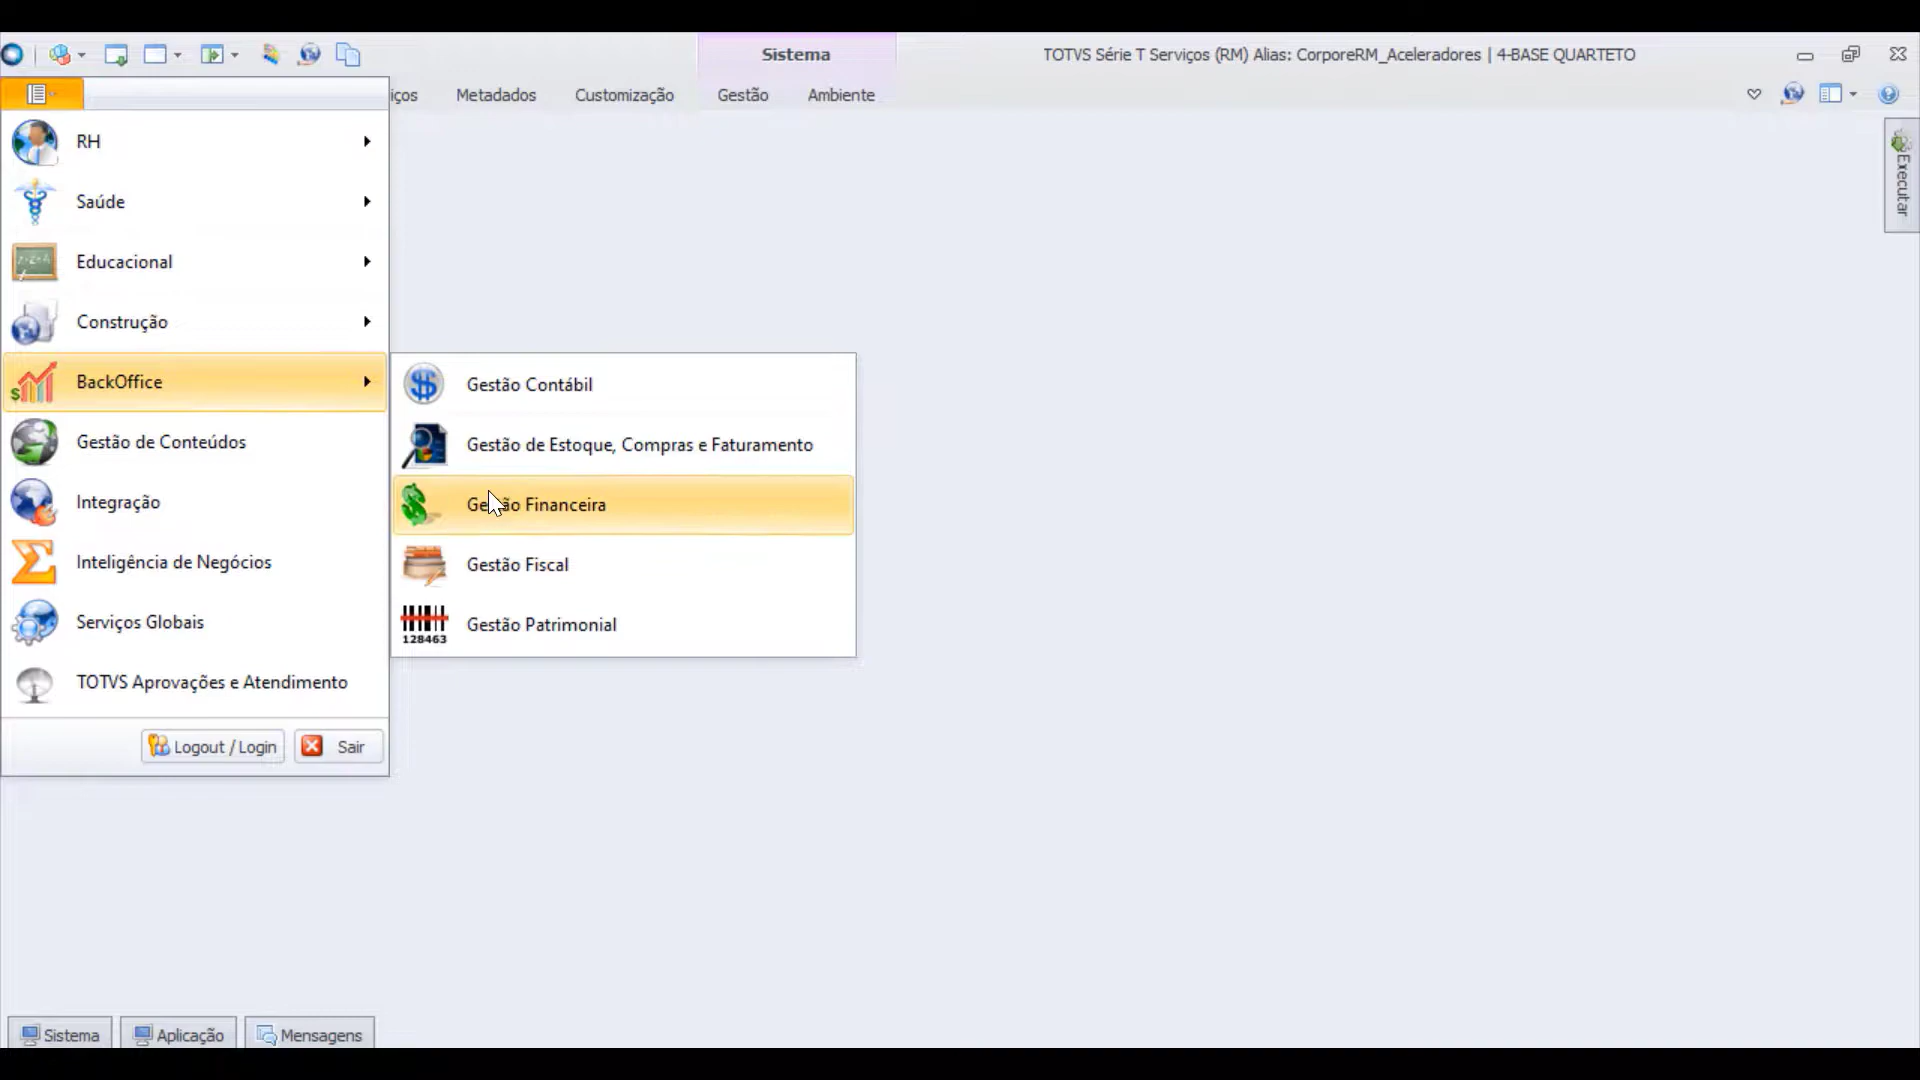 Sistema
TOTVS Série T Serviços (RM) Alias: CorporeRM_Aceleradores | 4-BASE QUARTETO
iços
Metadados
Customização
Gestão
Ambiente
Executar
RH
Saúde
Educacional
Construção
BackOffice
Gestão de Conteúdos
Integração
Inteligência de Negócios
Serviços Globais
TOTVS Aprovações e Atendimento
Logout / Login
Sair
Gestão Contábil
Gestão de Estoque, Compras e Faturamento
Gestão Financeira
Gestão Fiscal
128463
Gestão Patrimonial
Sistema
Aplicação
Mensagens